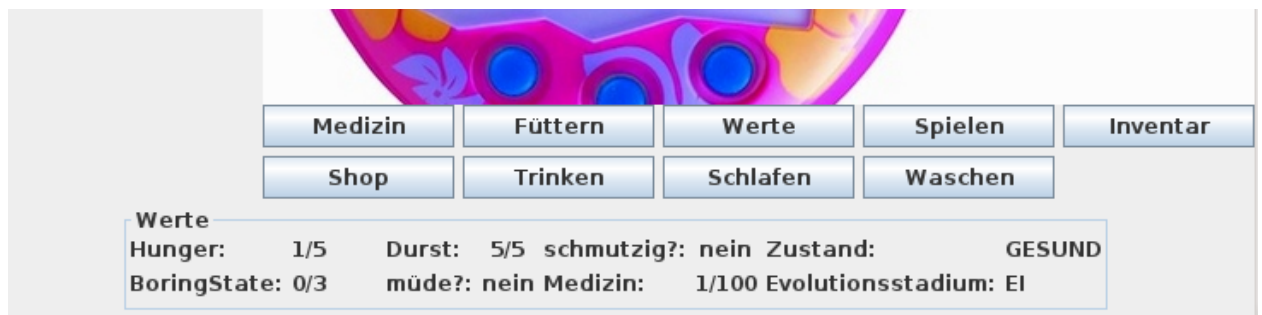 Medizin Füttern Werte Spielen Inventar
Shop Trinken Schlafen Waschen
Werte
Hunger: 1/5 Durst: 5/5 schmutzig?: nein Zustand: GESUND
BoringState: 0/3 müde?: nein Medizin: 1/100 Evolutionsstadium: EI